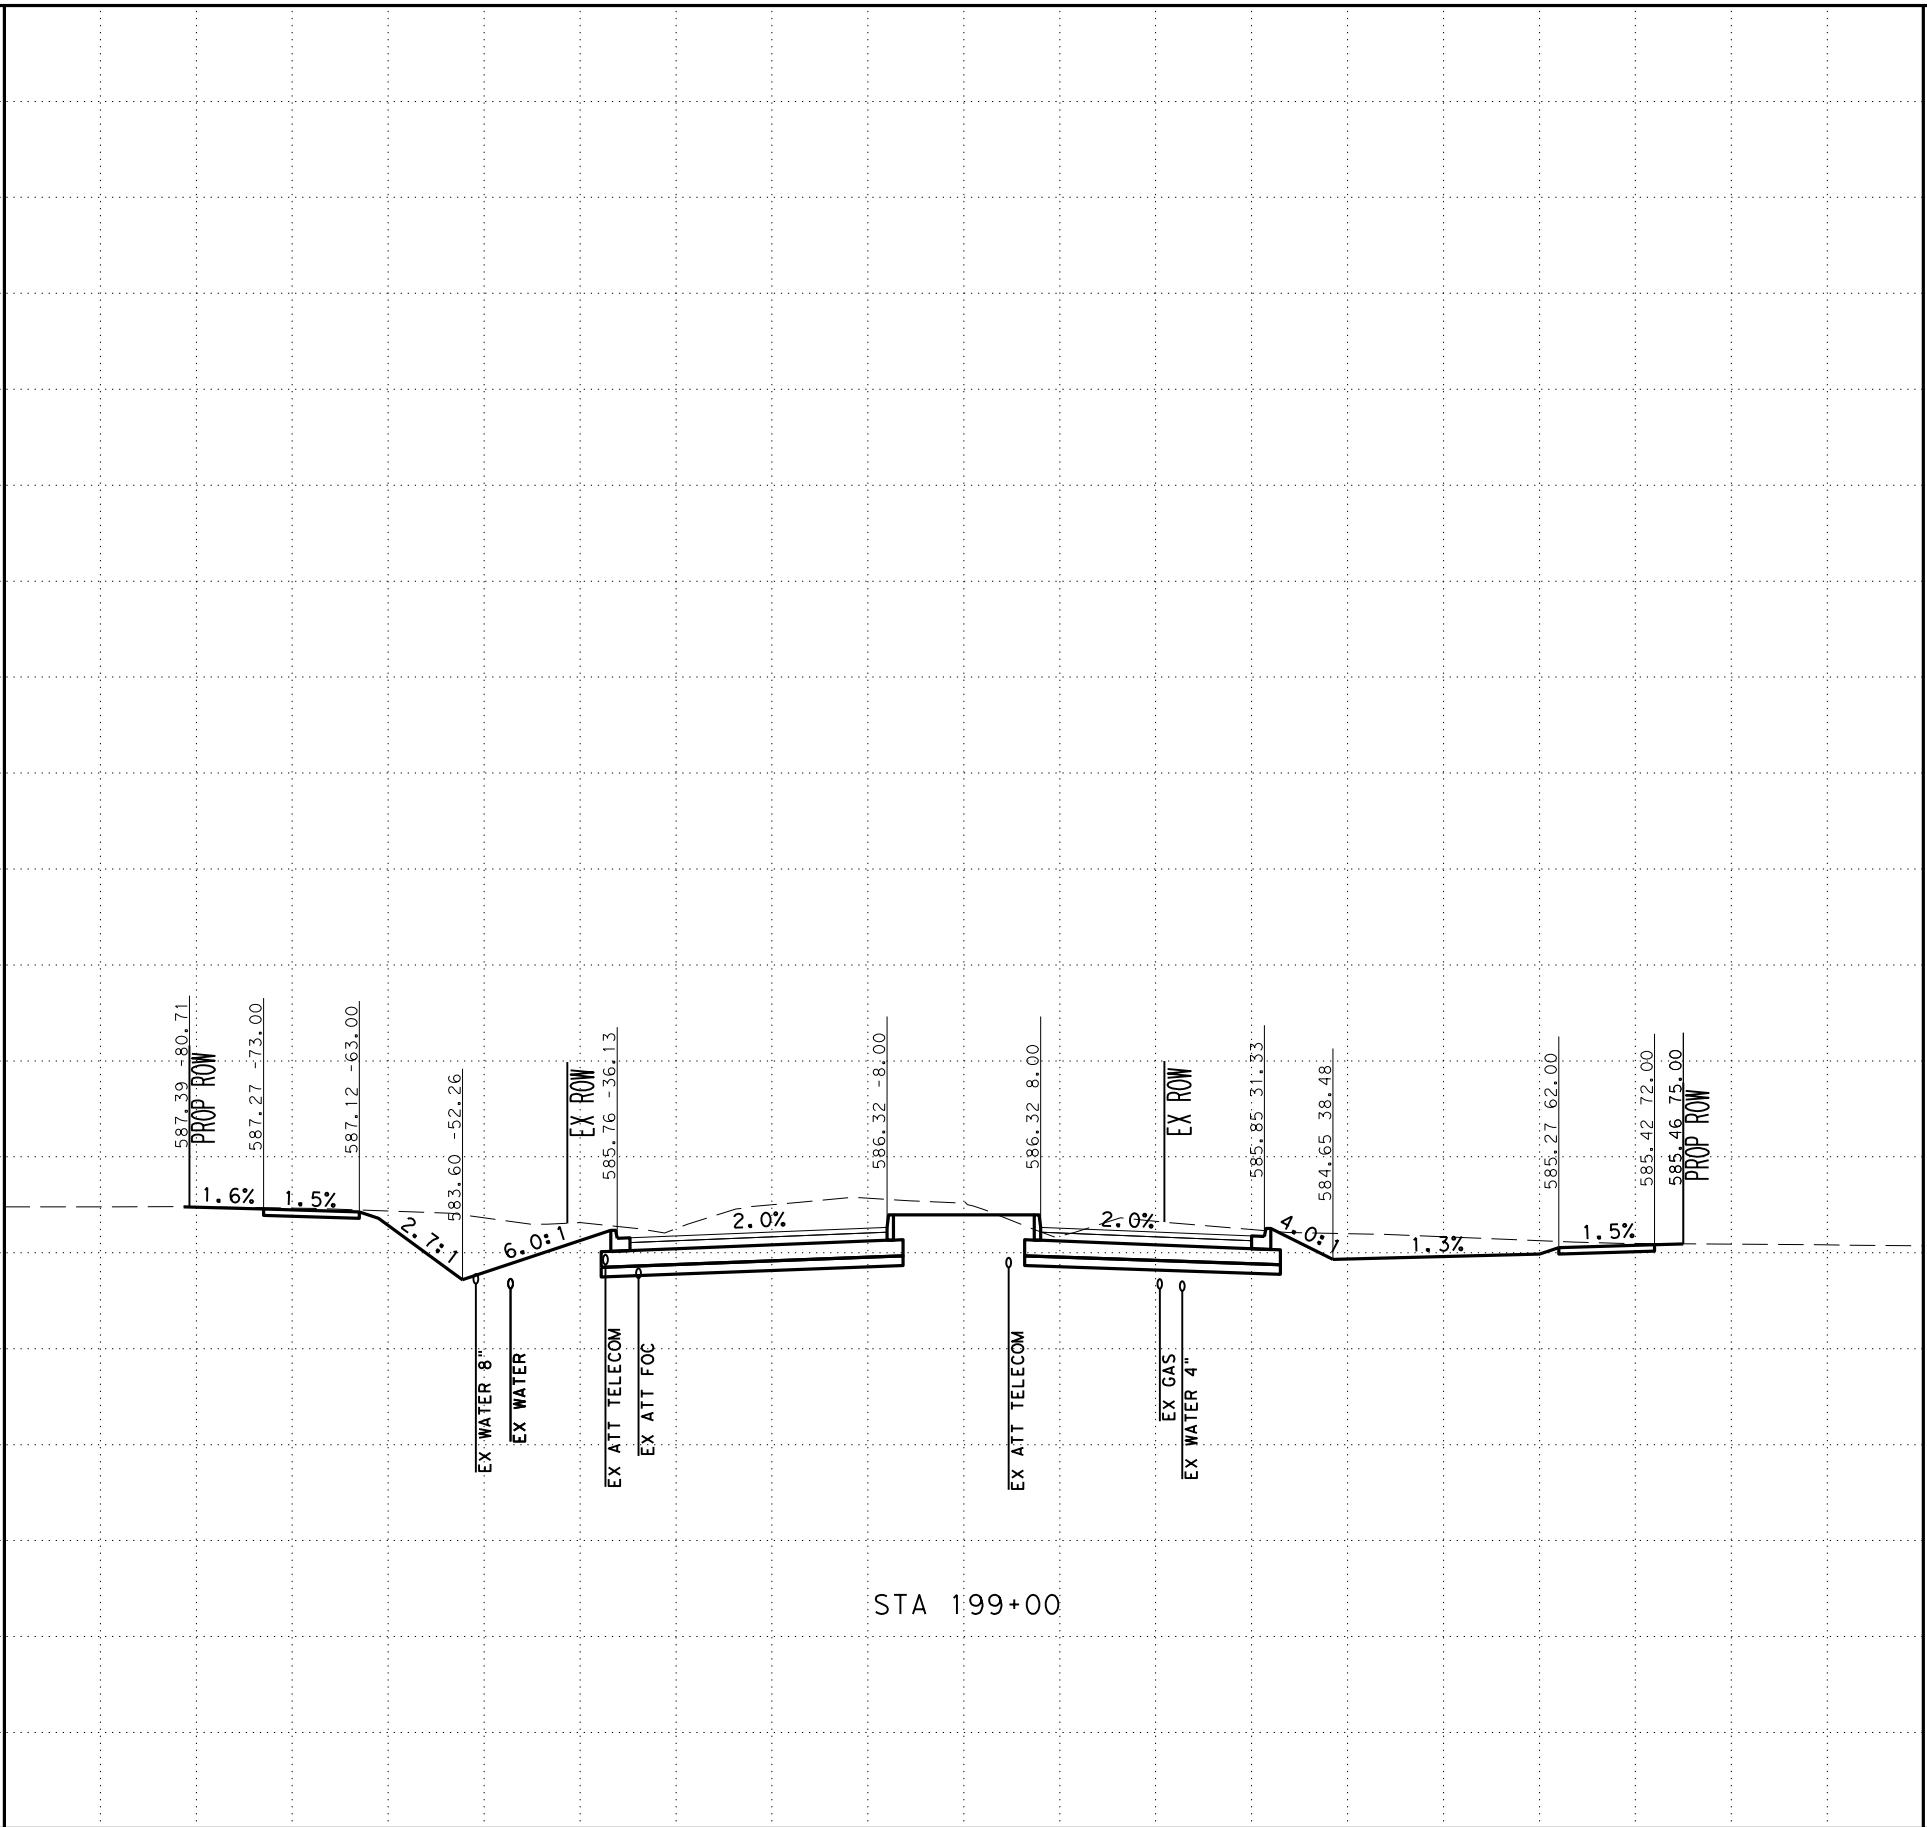 587.39 -80.71
PROP ROW
587.27 -73.00
587.12 -63.00
583.60 -52.26
EX ROW
585.76 -36.13
586.32 -8.00
586.32 8.00
EX ROW
585.85 31.33
584.65 38.48
585.27 62.00
585.42 72.00
585.46 75.00
PROP ROW
1.6%
1.5%
2.7:1
6.0:1
2.0%
2.0%
4.0:1
1.3%
1.5%
EX WATER 8"
EX WATER
EX ATT TELECOM
EX ATT FOC
EX ATT TELECOM
EX GAS
EX WATER 4"
STA 199+00